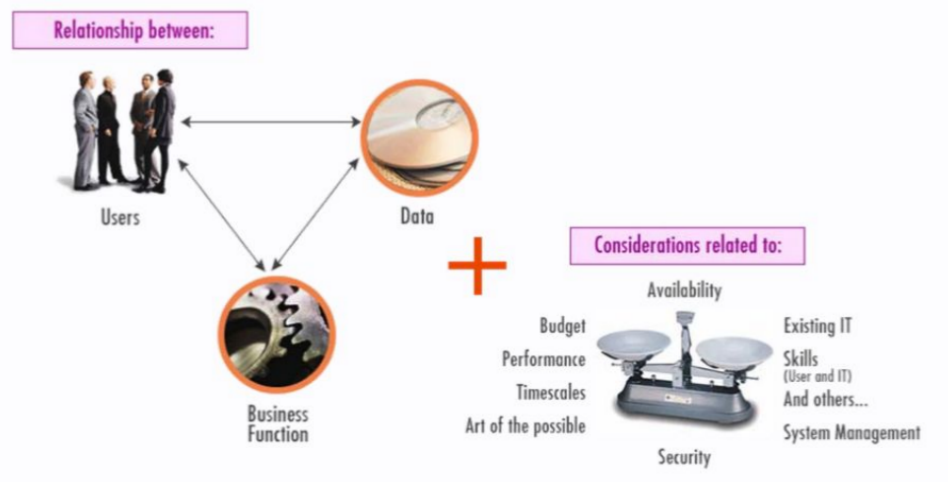 Relationship between:
Users
Data
Business
Function
Considerations related to:
Availability
Budget
Performance
Timescales
Art of the possible
Existing IT
Skills
(User and IT)
And others...
System Management
Security